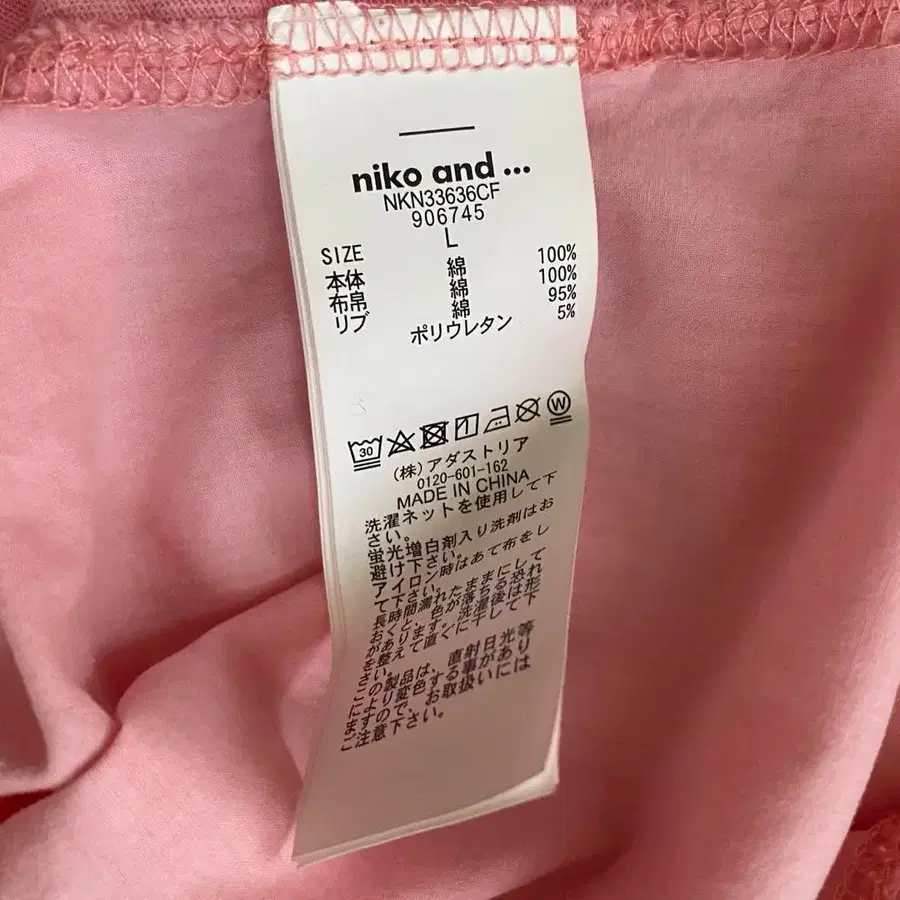 niko and ...
NKN33636CF
906745
SIZE L
本体 綿 100%
布帛 綿 100%
リブ 綿 95%
ポリウレタン 5%
30 W
(株)アダストリア
0120-601-162
MADE IN CHINA
洗濯ネットを使用して下
さい。
蛍光増白剤入り洗剤はお
避け下さい。
アイロン時はあて布をし
て下さい。
長時間濡れたままにして
おくと、色が落ちる恐れ
があります。洗濯後は形
を整えて直ぐに干して下
さい。
この製品は、直射日光等
により変色する事があり
ますので、お取扱いには
ご注意下さい。